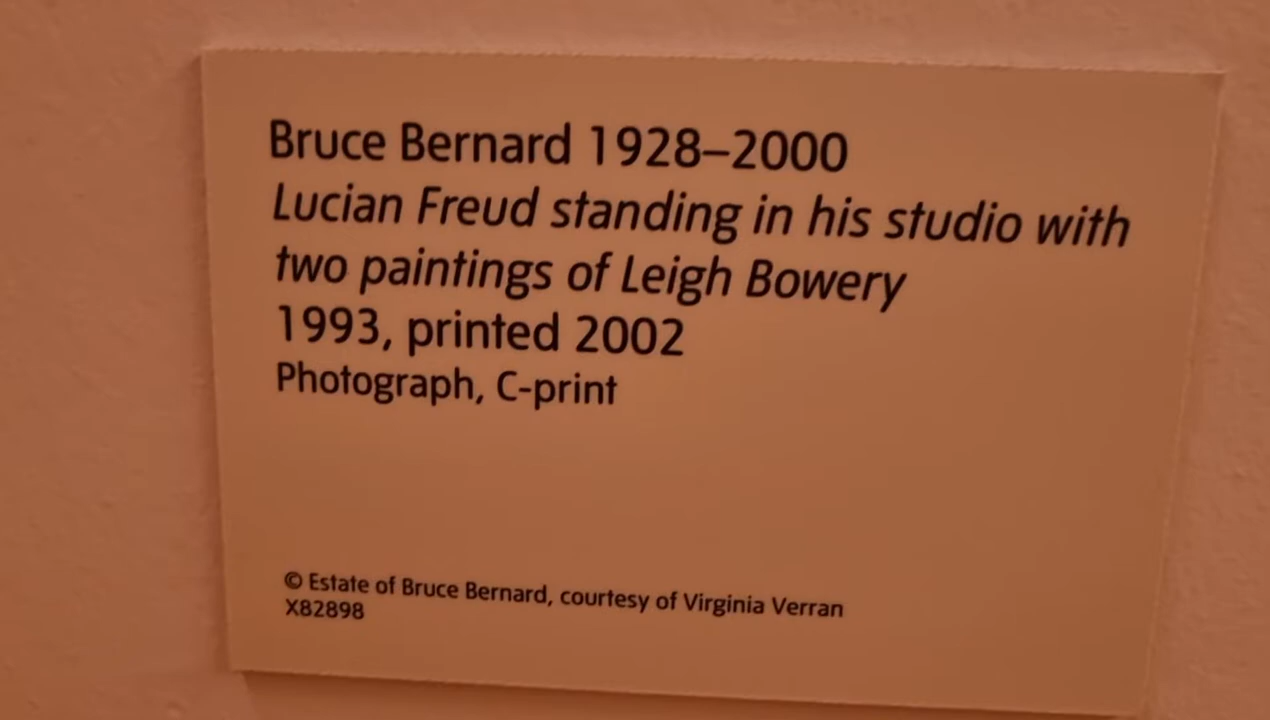 Bruce Bernard 1928–2000
Lucian Freud standing in his studio with
two paintings of Leigh Bowery
1993, printed 2002
Photograph, C-print
© Estate of Bruce Bernard, courtesy of Virginia Verran
X82898